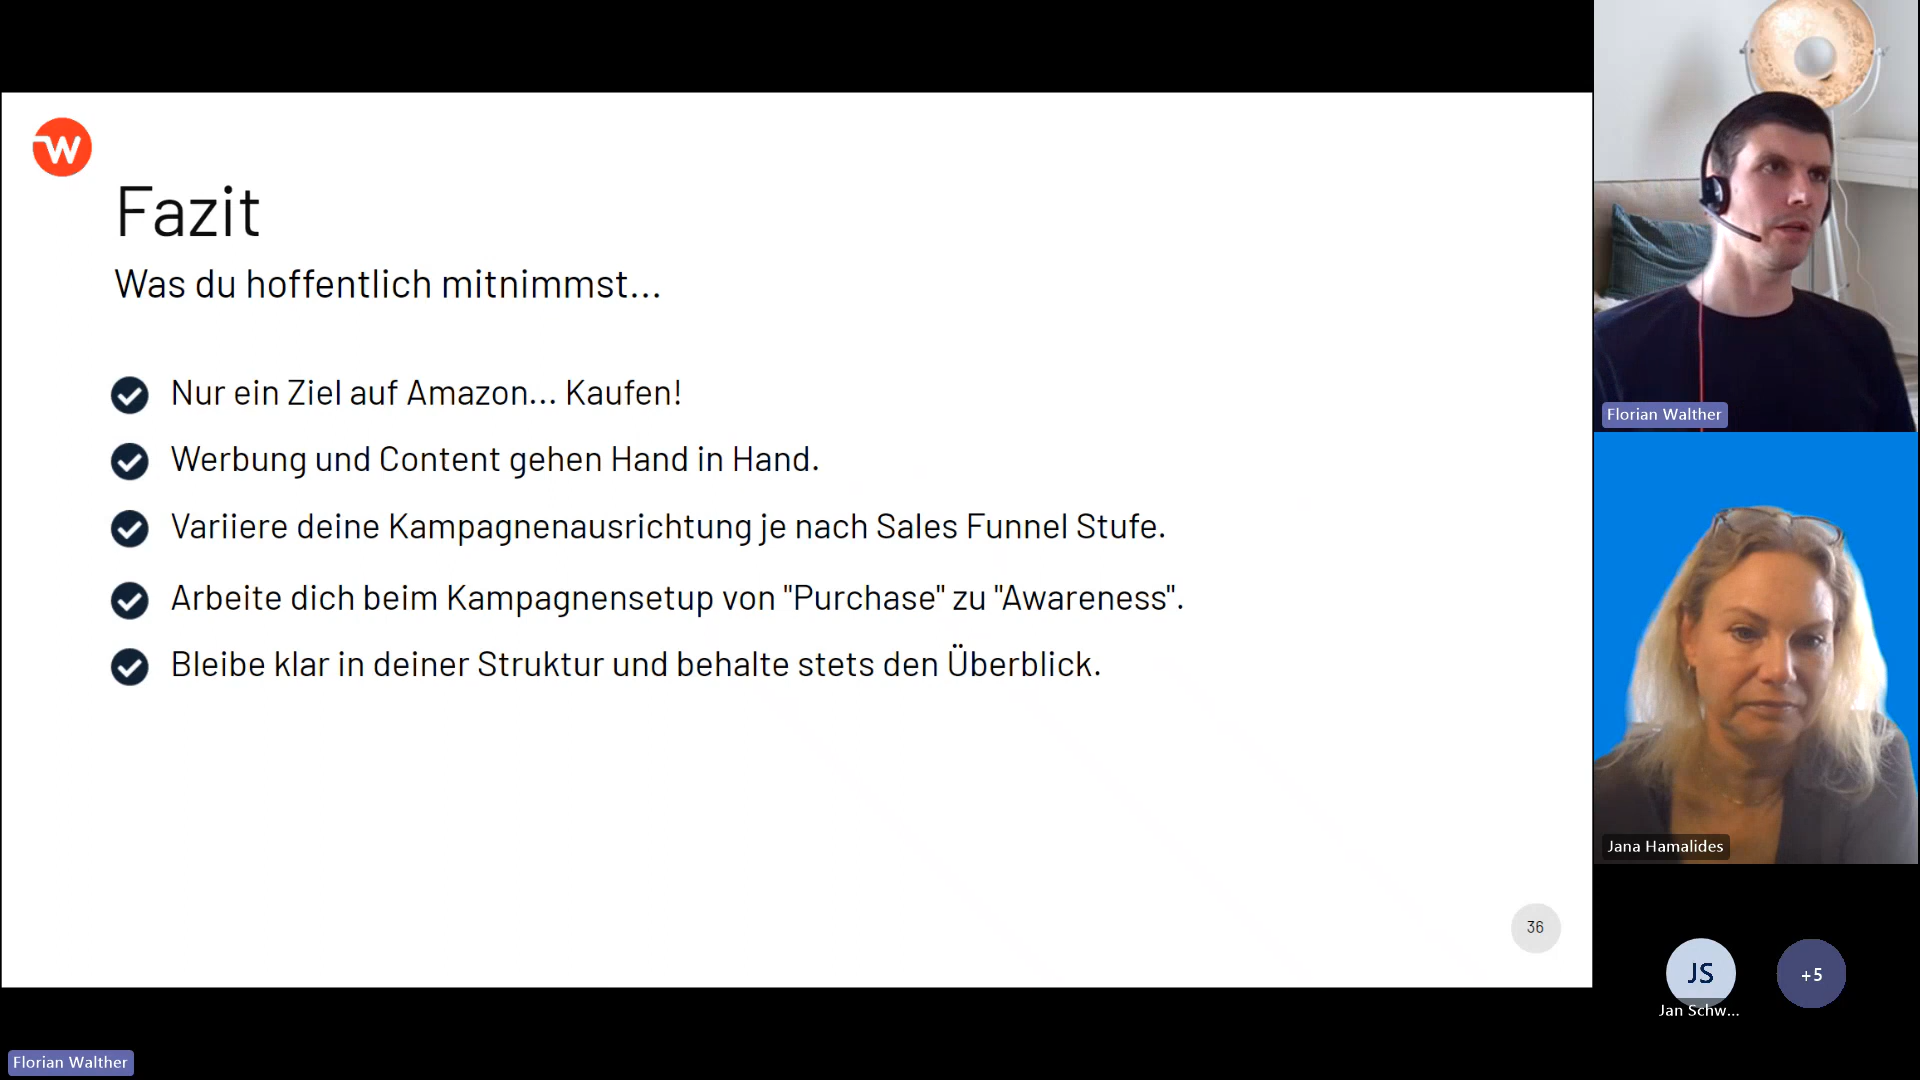 W
Fazit
Was du hoffentlich mitnimmst...
Nur ein Ziel auf Amazon... Kaufen!
Werbung und Content gehen Hand in Hand.
Variiere deine Kampagnenausrichtung je nach Sales Funnel Stufe.
Arbeite dich beim Kampagnensetup von "Purchase" zu "Awareness".
Bleibe klar in deiner Struktur und behalte stets den Überblick.
36
Florian Walther
Jana Hamalides
JS
+5
Jan Schw...
Florian Walther